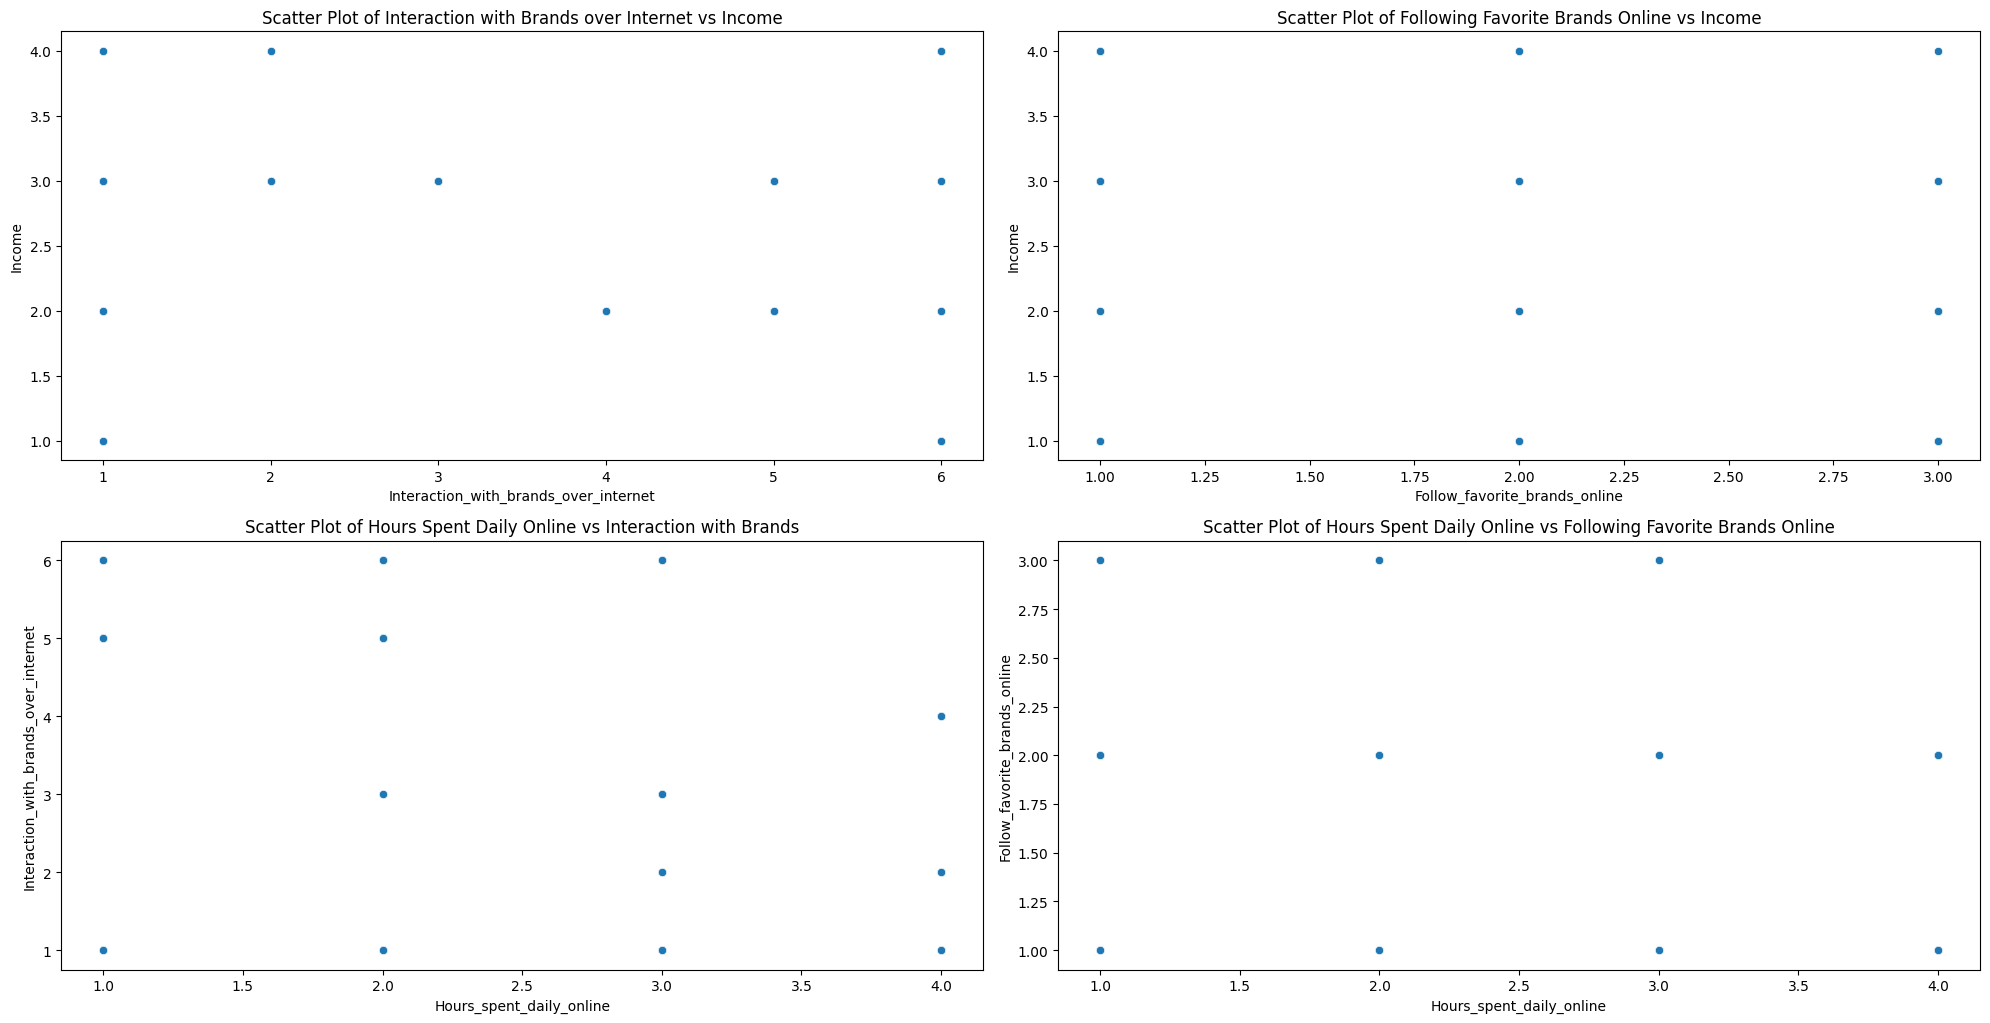 Scatter Plot of Interaction with Brands over Internet vs Income
4.0
3.5
3.0
2.5
2.0
1.5
1.0
Income
1 2 3 4 5 6
Interaction_with_brands_over_internet
Scatter Plot of Following Favorite Brands Online vs Income
4.0
3.5
3.0
2.5
2.0
1.5
1.0
Income
1.00 1.25 1.50 1.75 2.00 2.25 2.50 2.75 3.00
Follow_favorite_brands_online
Scatter Plot of Hours Spent Daily Online vs Interaction with Brands
6
5
4
3
2
1
Interaction_with_brands_over_internet
1.0 1.5 2.0 2.5 3.0 3.5 4.0
Hours_spent_daily_online
Scatter Plot of Hours Spent Daily Online vs Following Favorite Brands Online
3.00
2.75
2.50
2.25
2.00
1.75
1.50
1.25
1.00
Follow_favorite_brands_online
1.0 1.5 2.0 2.5 3.0 3.5 4.0
Hours_spent_daily_online